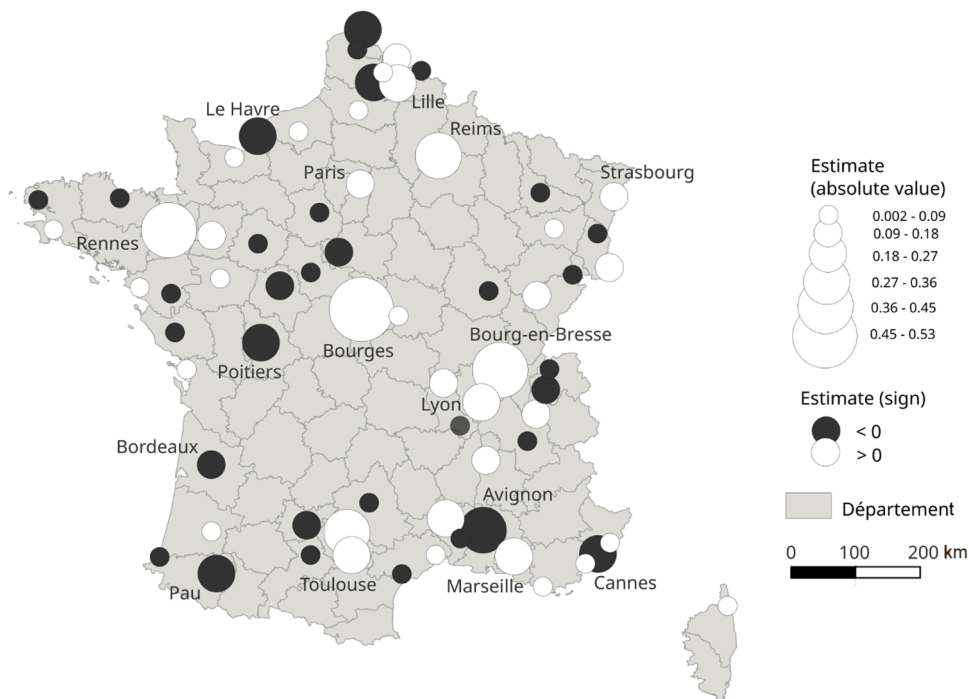 Lille
Le Havre
Reims
Paris
Strasbourg
Rennes
Bourg-en-Bresse
Bourges
Poitiers
Lyon
Bordeaux
Avignon
Toulouse
Marseille
Cannes
Pau
Estimate
(absolute value)
0.002 - 0.09
0.09 - 0.18
0.18 - 0.27
0.27 - 0.36
0.36 - 0.45
0.45 - 0.53
Estimate (sign)
< 0
> 0
Département
0 100 200 km